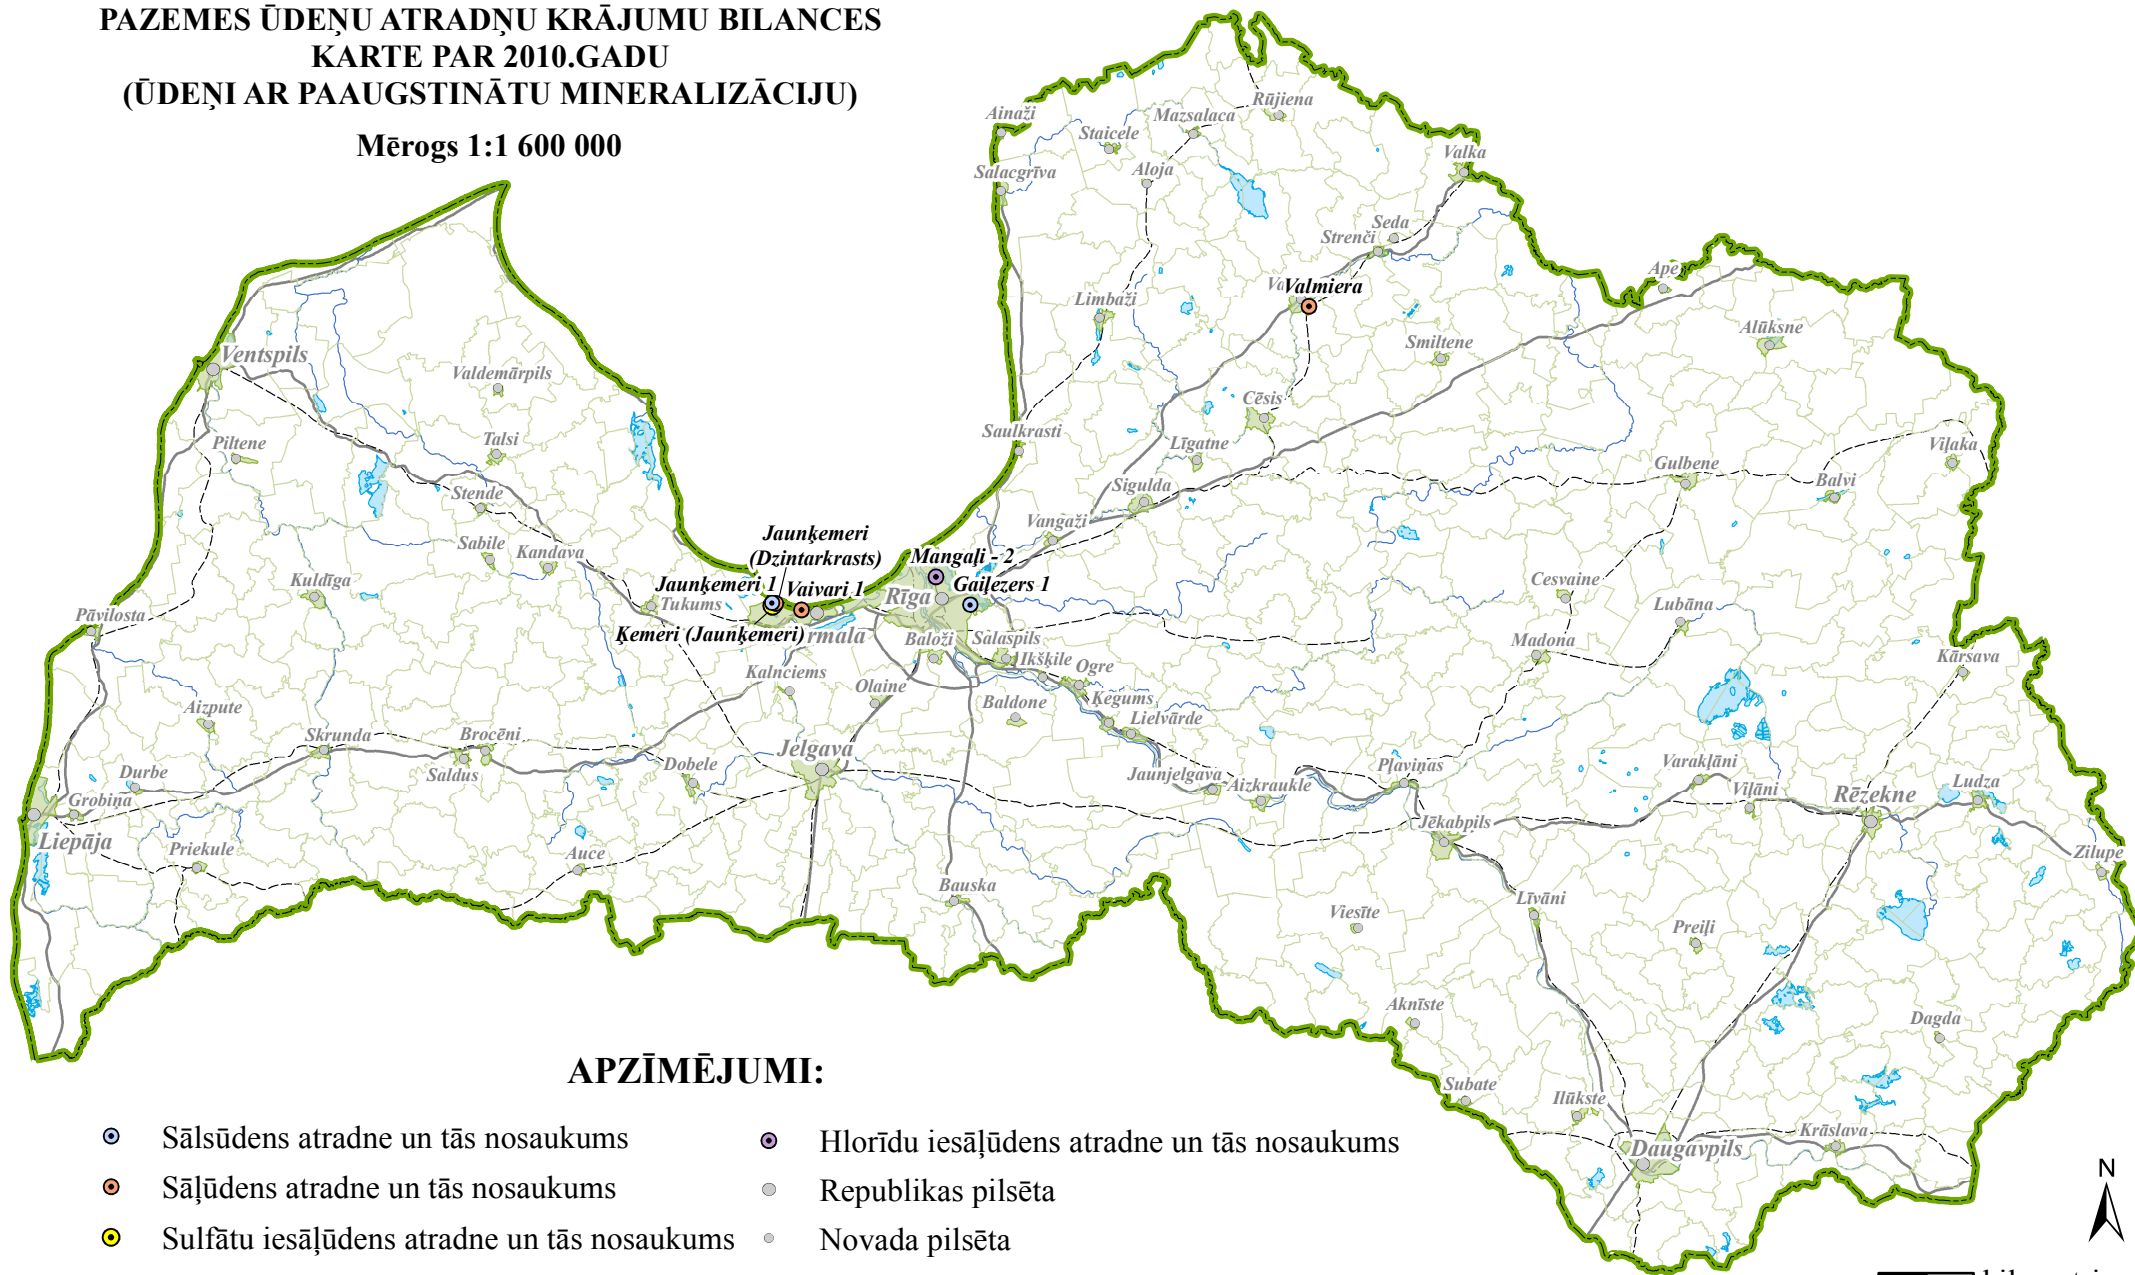 PAZEMES ŪDEŅU ATRADŅU KRĀJUMU BILANCES
KARTE PAR 2010.GADU
(ŪDEŅI AR PAAUGSTINĀTU MINERALIZĀCIJU)
Mērogs 1:1 600 000
Ainaži
Staicele
Mazsalaca
Rūjiena
Salacgrīva
Aloja
Valka
Seda
Strenči
Valmiera
Limbaži
Ape
Alūksne
Smiltene
Ventspils
Valdemārpils
Cēsis
Piltene
Talsi
Saulkrasti
Līgatne
Viļaka
Stende
Sigulda
Gulbene
Balvi
Vangaži
Sabile
Kandava
Jaunķemeri
(Dzintarkrasts)
Mangaļi - 2
Kuldīga
Jaunķemeri 1
Vaivari 1
Gaiļezers 1
Cesvaine
Tukums
Rīga
Lubāna
Pāvilosta
Ķemeri (Jaunķemeri)
rmala
Baloži
Salaspils
Madona
Ikšķile
Ogre
Kārsava
Kalnciems
Olaine
Baldone
Ķegums
Aizpute
Lielvārde
Skrunda
Brocēni
Jelgava
Saldus
Dobele
Durbe
Jaunjelgava
Aizkraukle
Pļaviņas
Varakļāni
Viļāni
Rēzekne
Ludza
Grobiņa
Liepāja
Jēkabpils
Priekule
Auce
Zilupe
Bauska
Viesīte
Līvāni
Preiļi
Aknīste
Dagda
Subate
Ilūkste
Krāslava
Daugavpils
APZĪMĒJUMI:
Sālsūdens atradne un tās nosaukums
Sāļūdens atradne un tās nosaukums
Sulfātu iesāļūdens atradne un tās nosaukums
Hlorīdu iesāļūdens atradne un tās nosaukums
Republikas pilsēta
Novada pilsēta
N